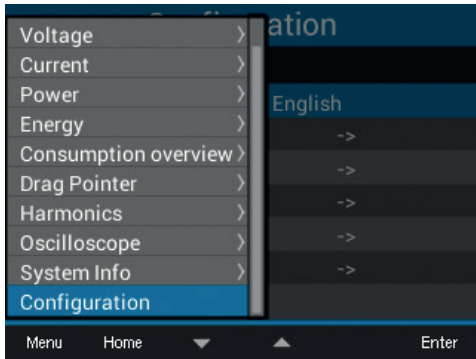 ation
Voltage >
Current >
Power >
English
Energy >
->
Consumption overview >
->
Drag Pointer >
->
Harmonics >
->
Oscilloscope >
->
System Info >
Configuration
Menu Home Enter